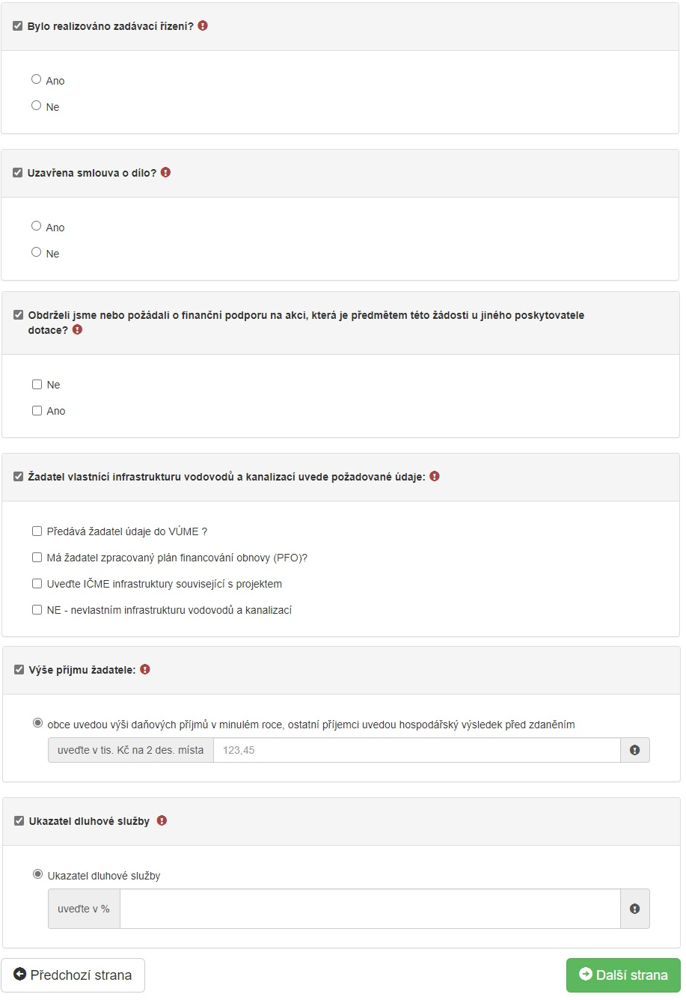 Bylo realizováno zadávací řízení?
Ano
Ne
Uzavřena smlouva o dílo?
Ano
Ne
Obdrželi jsme nebo požádali o finanční podporu na akci, která je předmětem této žádosti u jiného poskytovatele
dotace?
Ne
Ano
Žadatel vlastnící infrastrukturu vodovodů a kanalizací uvede požadované údaje:
Předává žadatel údaje do VÚME ?
Má žadatel zpracovaný plán financování obnovy (PFO)?
Uveďte IČME infrastruktury související s projektem
NE - nevlastním infrastrukturu vodovodů a kanalizací
Výše příjmu žadatele:
obce uvedou výši daňových příjmů v minulém roce, ostatní příjemci uvedou hospodářský výsledek před zdaněním
uveďte v tis. Kč na 2 des. místa 123,45
Ukazatel dluhové služby
Ukazatel dluhové služby
uveďte v %
Předchozí strana Další strana